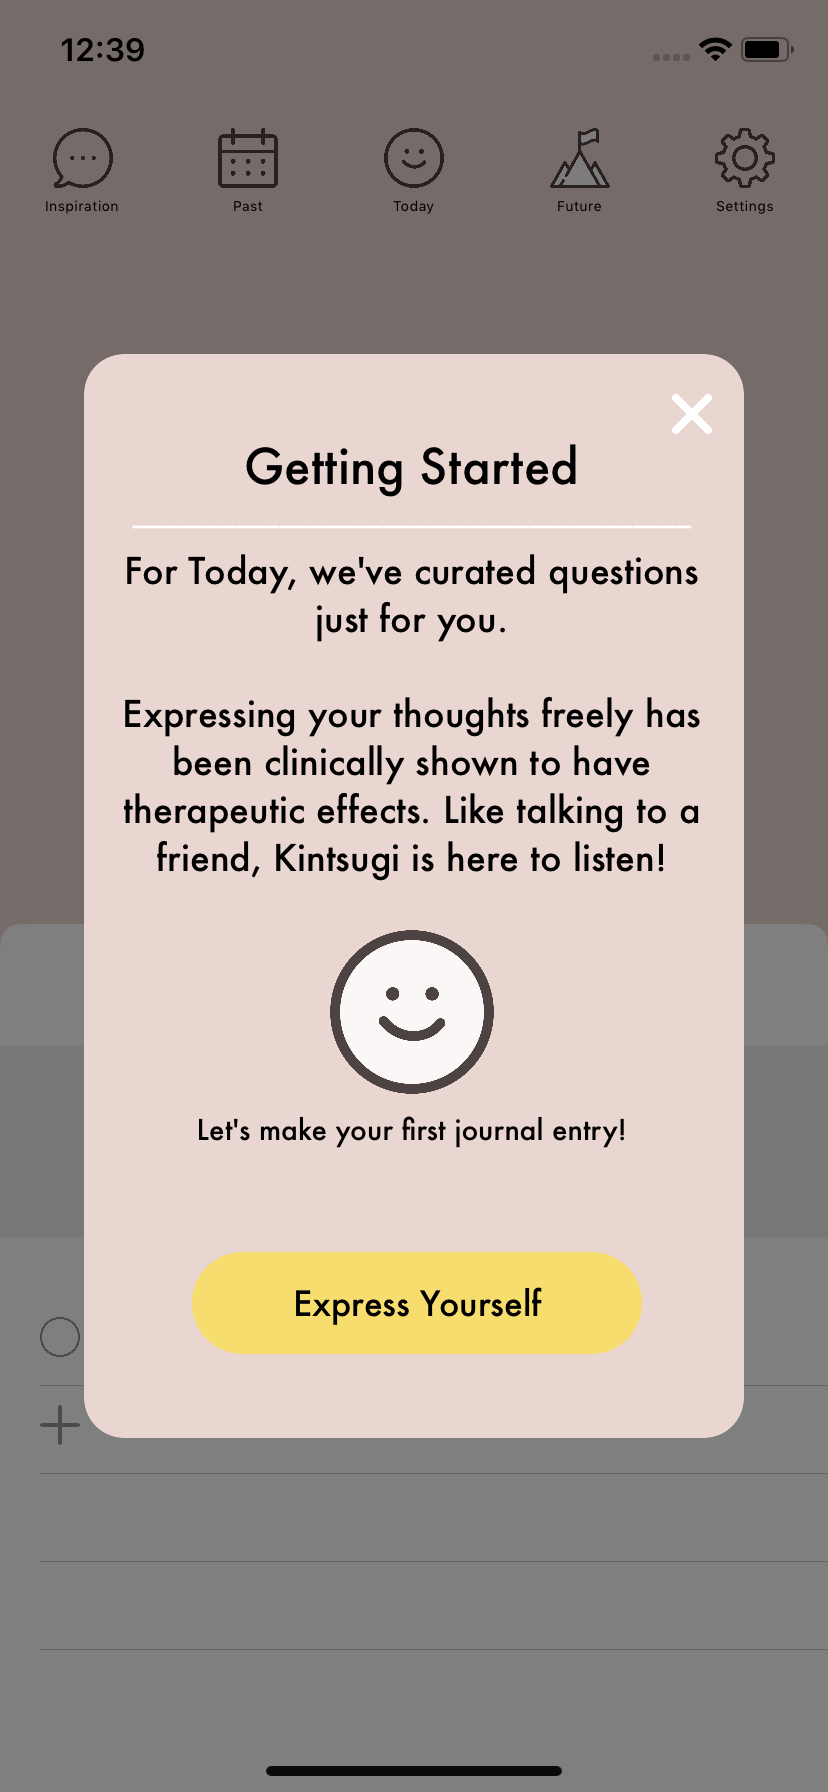 12:39
Inspiration
Past
Today
Future
Settings
Getting Started
For Today, we've curated questions
just for you.
Expressing your thoughts freely has
been clinically shown to have
therapeutic effects. Like talking to a
friend, Kintsugi is here to listen!
Let's make your first journal entry!
Express Yourself